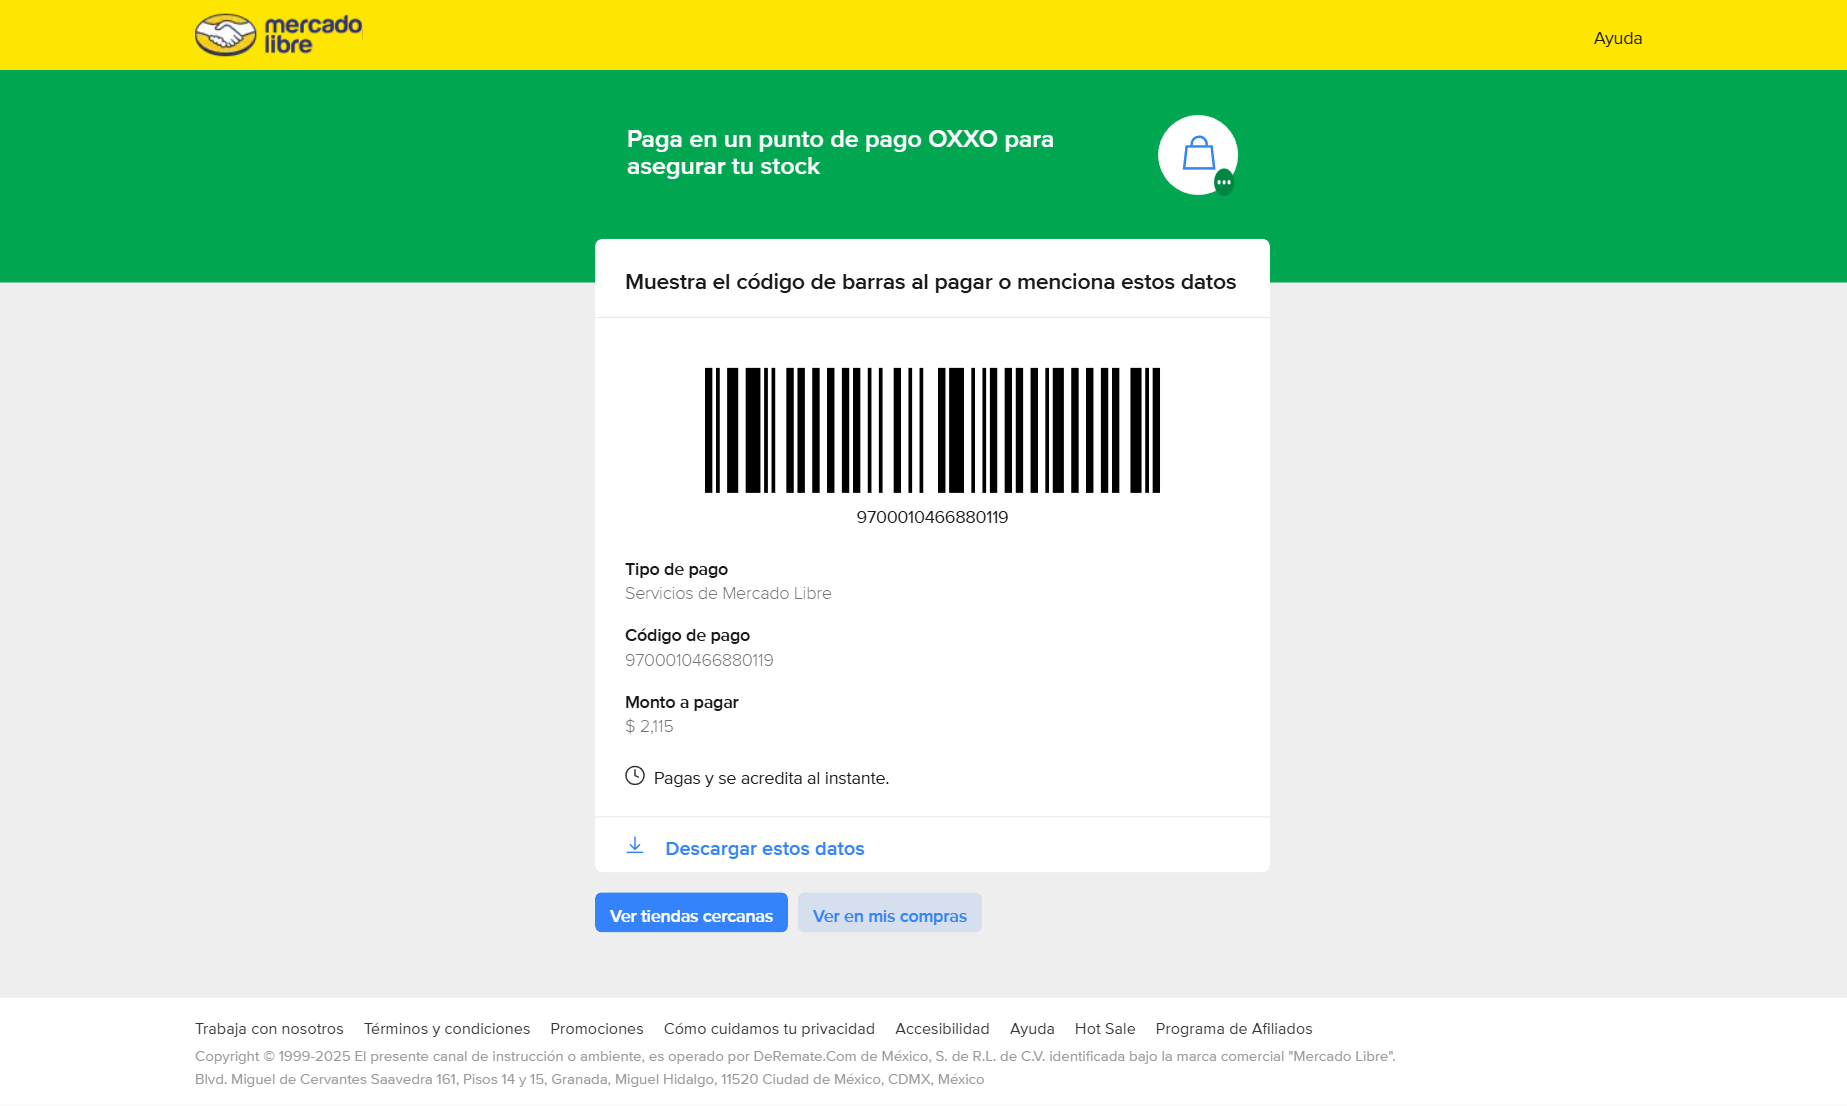 mercado
libre
Ayuda
Paga en un punto de pago OXXO para
asegurar tu stock
Muestra el código de barras al pagar o menciona estos datos
9700010466880119
Tipo de pago
Servicios de Mercado Libre
Código de pago
9700010466880119
Monto a pagar
$ 2,115
Pagas y se acredita al instante.
Descargar estos datos
Ver tiendas cercanas
Ver en mis compras
Trabaja con nosotros Términos y condiciones Promociones Cómo cuidamos tu privacidad Accesibilidad Ayuda Hot Sale Programa de Afiliados
Copyright © 1999-2025 El presente canal de instrucción o ambiente, es operado por DeRemate.Com de México, S. de R.L. de C.V. identificada bajo la marca comercial "Mercado Libre".
Blvd. Miguel de Cervantes Saavedra 161, Pisos 14 y 15, Granada, Miguel Hidalgo, 11520 Ciudad de México, CDMX, México